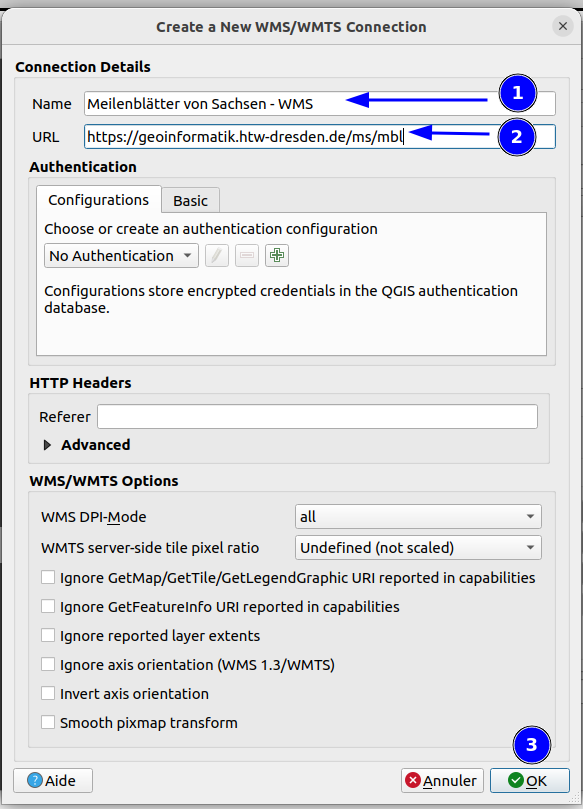 Create a New WMS/WMTS Connection
Connection Details
Name Meilenblätter von Sachsen - WMS 1
URL https://geoinformatik.htw-dresden.de/ms/mbl 2
Authentication
Configurations Basic
Choose or create an authentication configuration
No Authentication
Configurations store encrypted credentials in the QGIS authentication
database.
HTTP Headers
Referer
Advanced
WMS/WMTS Options
WMS DPI-Mode all
WMTS server-side tile pixel ratio Undefined (not scaled)
Ignore GetMap/GetTile/GetLegendGraphic URI reported in capabilities
Ignore GetFeatureInfo URI reported in capabilities
Ignore reported layer extents
Ignore axis orientation (WMS 1.3/WMTS)
Invert axis orientation
Smooth pixmap transform
3
Aide Annuler OK